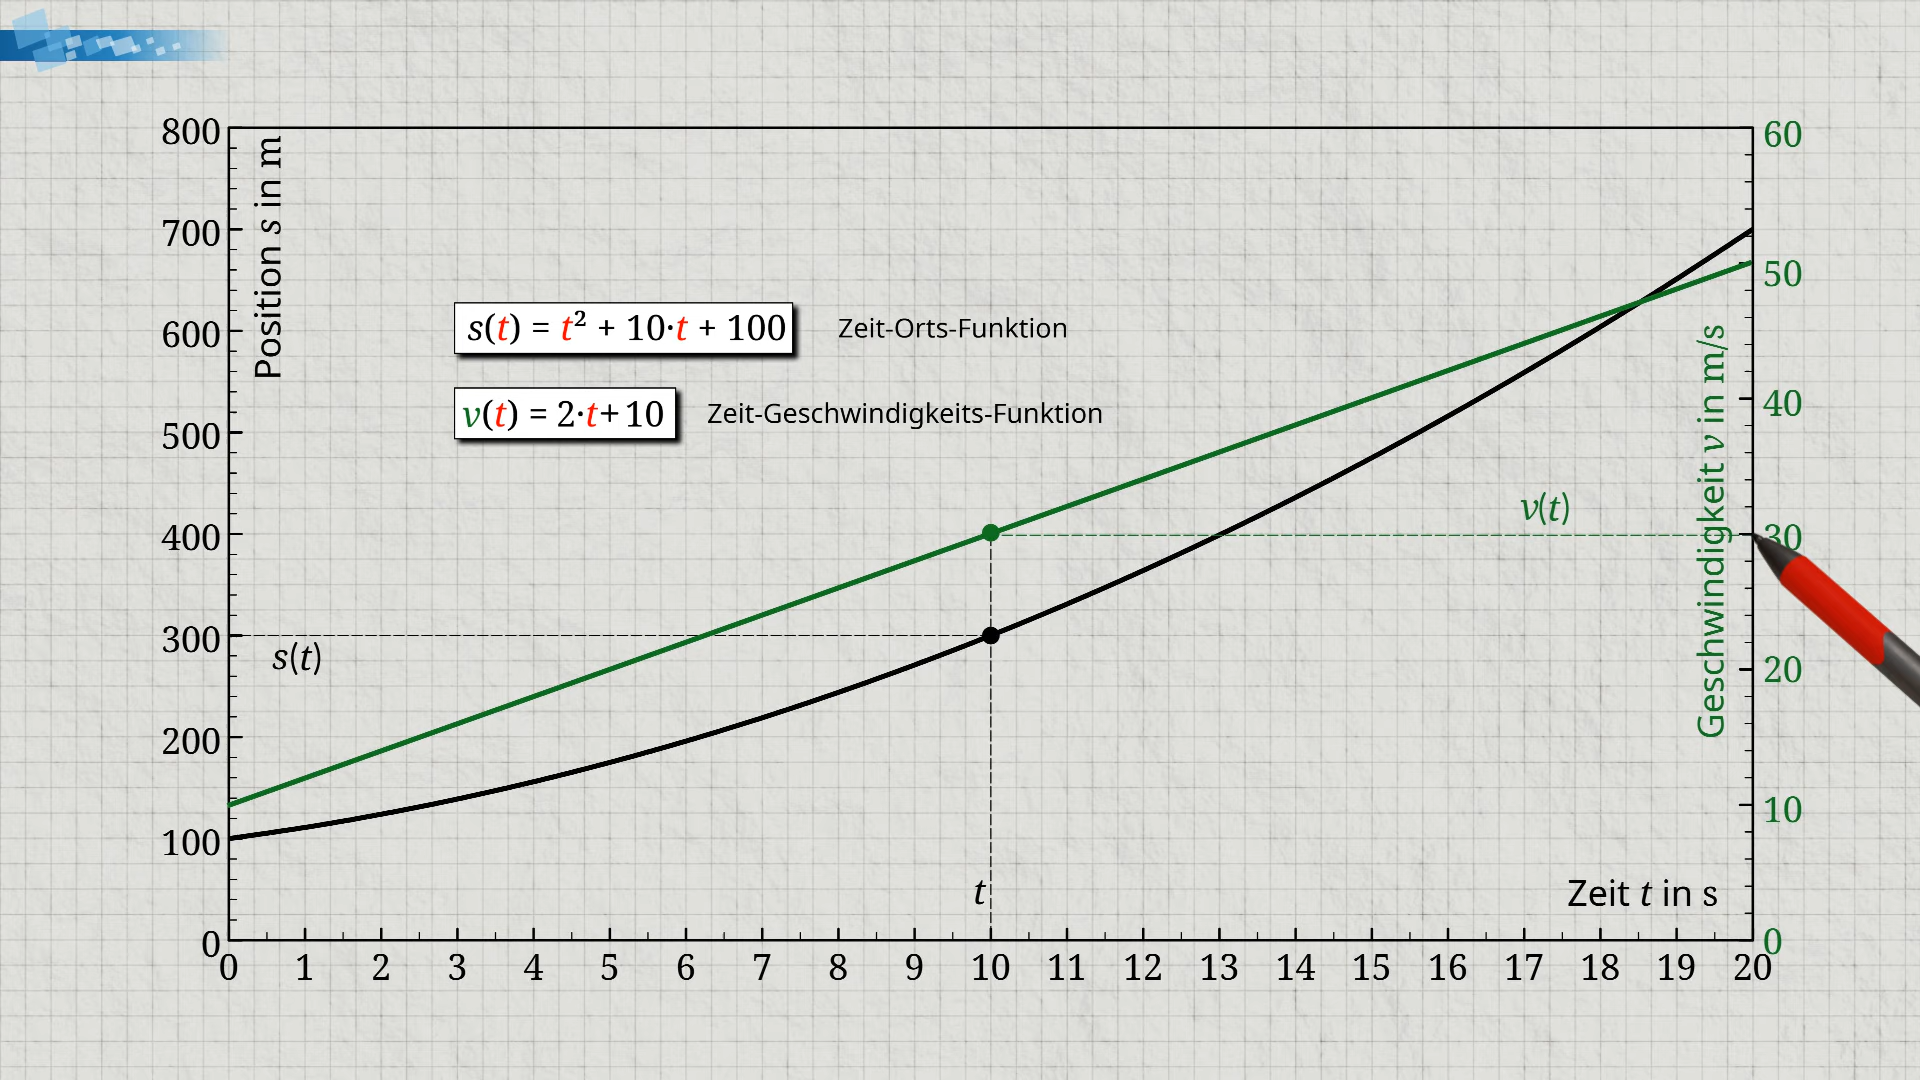 800
700
600
500
400
300
200
100
0
Position s in m
s(t) = t² + 10·t + 100
Zeit-Orts-Funktion
v(t) = 2·t+10
Zeit-Geschwindigkeits-Funktion
s(t)
v(t)
t
Zeit t in s
Geschwindigkeit v in m/s
60
50
40
30
20
10
0
0 1 2 3 4 5 6 7 8 9 10 11 12 13 14 15 16 17 18 19 20